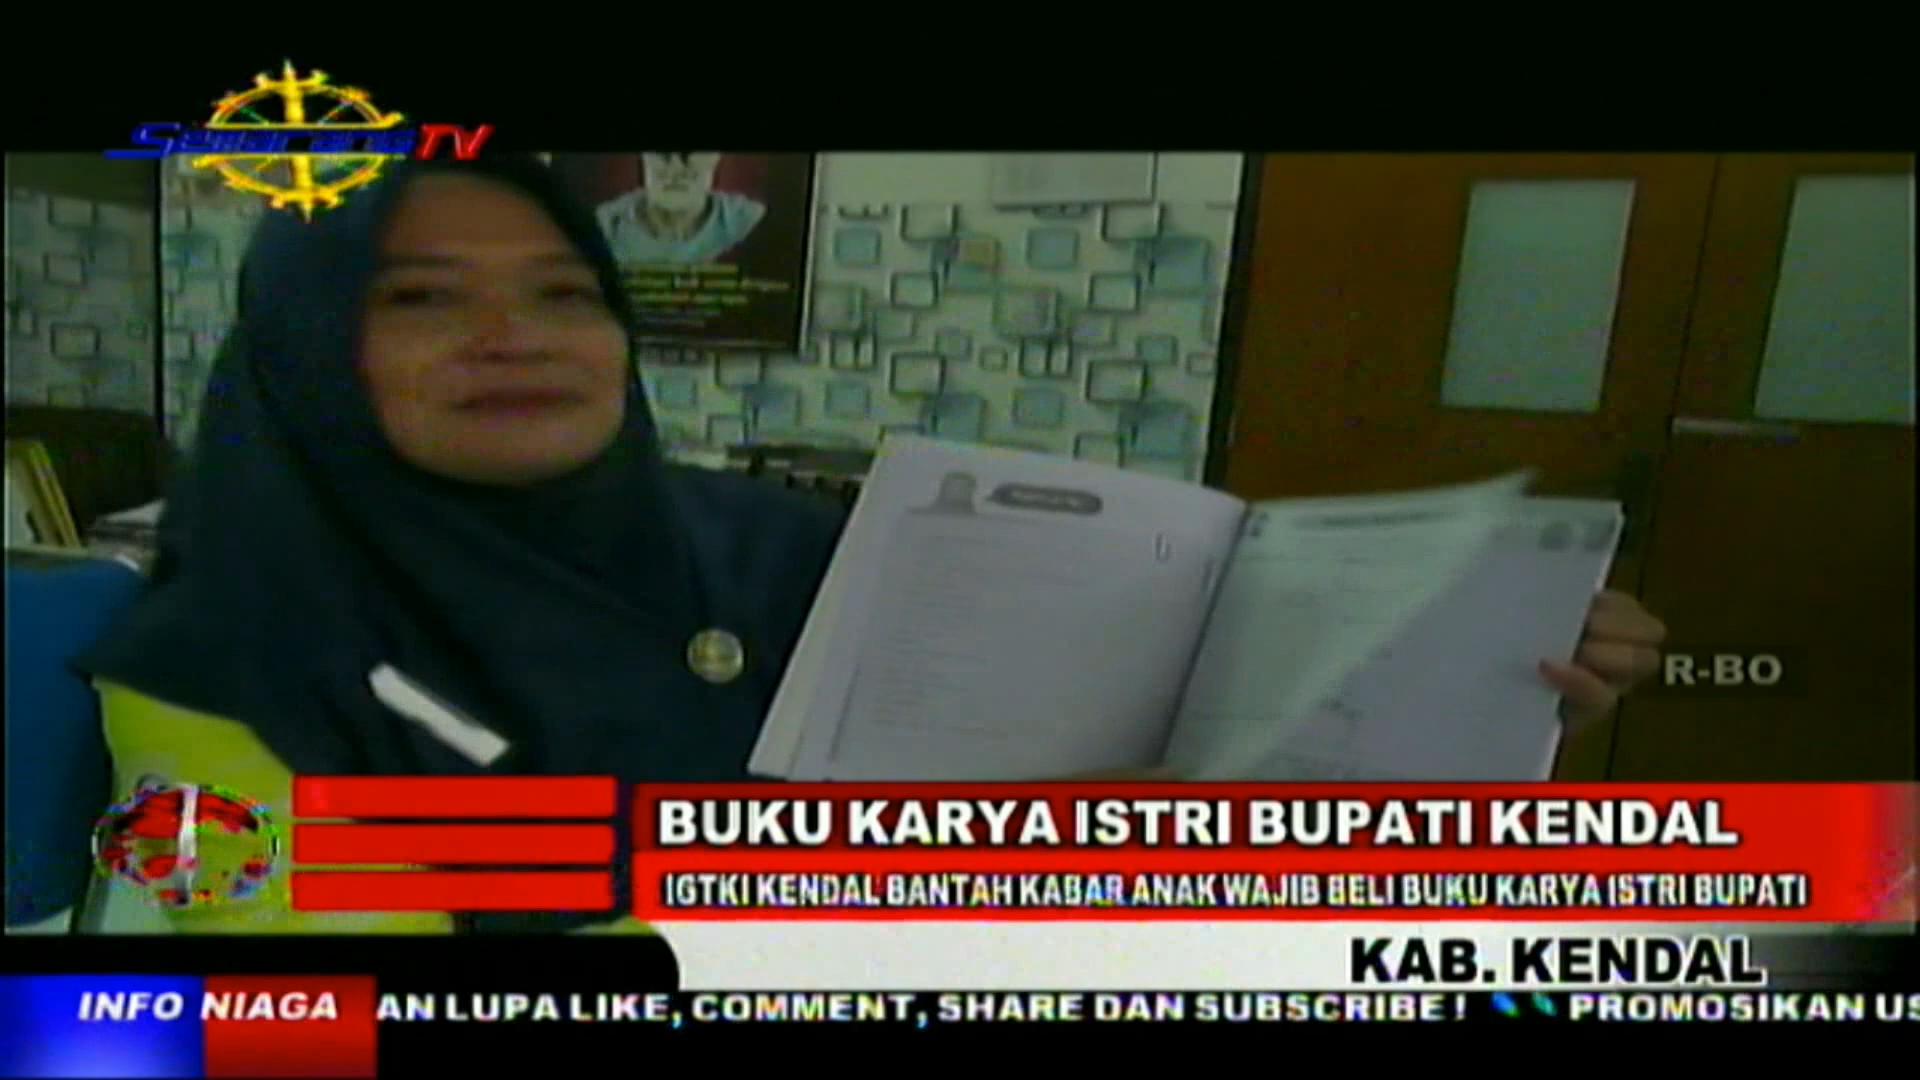 Semarang TV
R-BO
BUKU KARYA ISTRI BUPATI KENDAL
IGTKI KENDAL BANTAH KABAR ANAK WAJIB BELI BUKU KARYA ISTRI BUPATI
KAB. KENDAL
INFO NIAGA AN LUPA LIKE, COMMENT, SHARE DAN SUBSCRIBE! PROMOSIKAN US